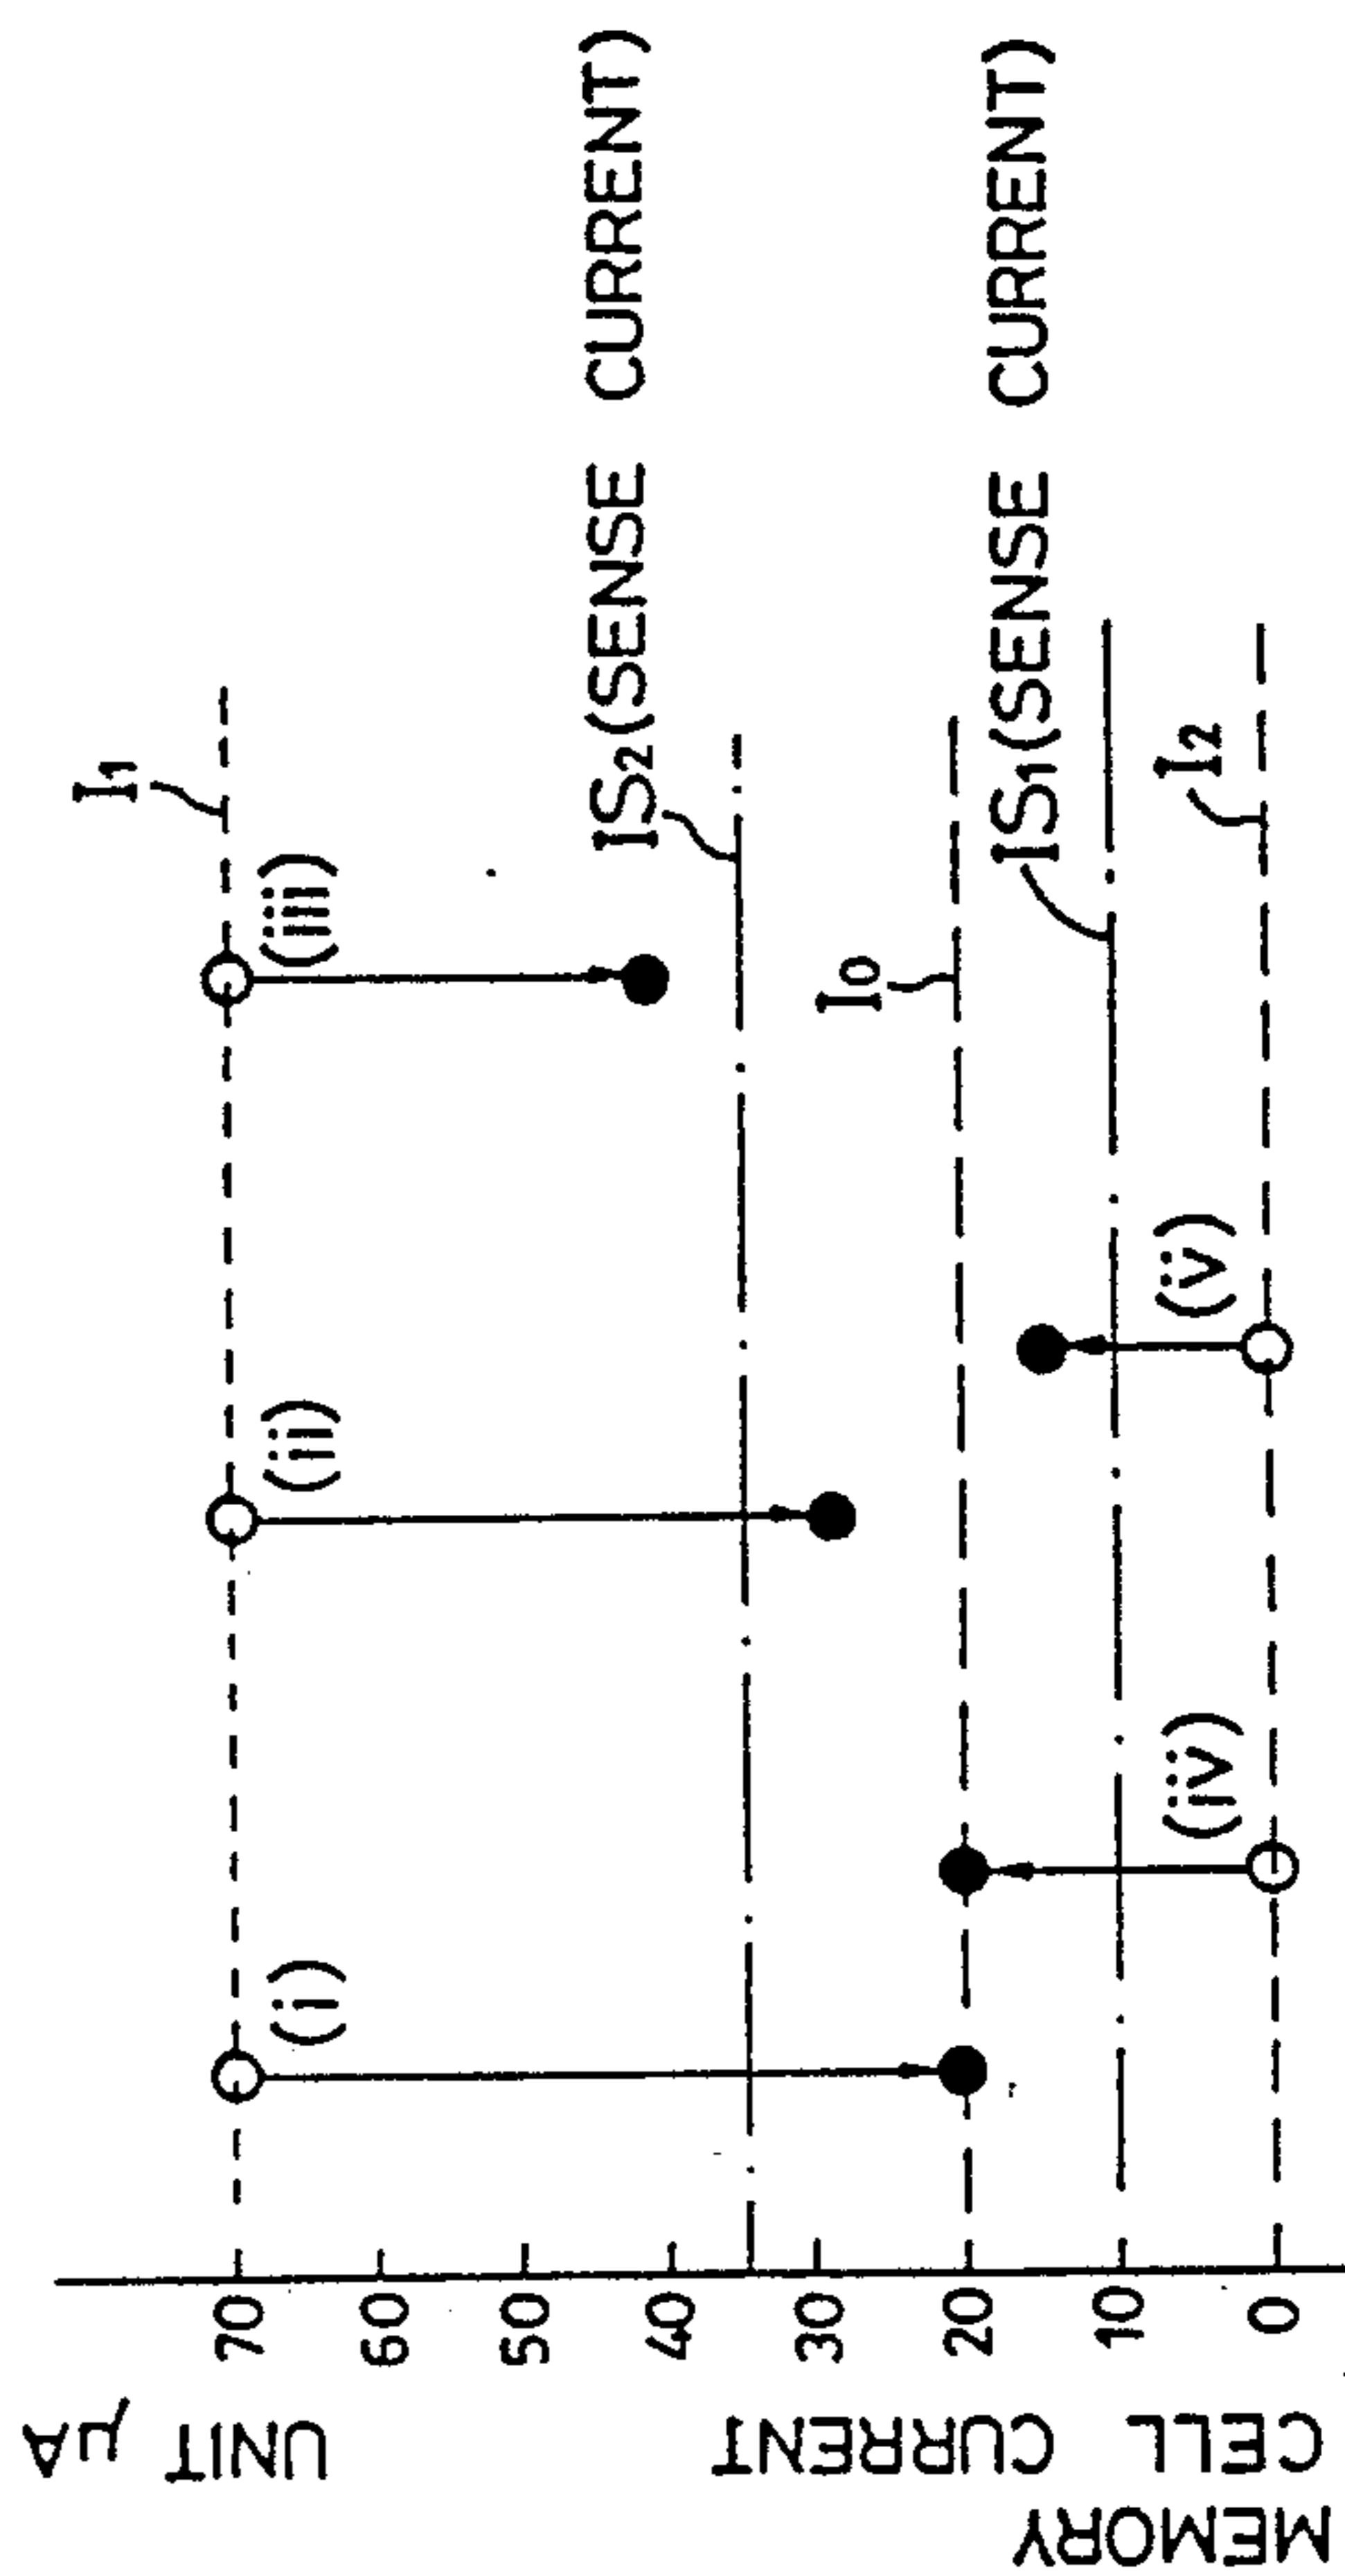 UNIT μA
I1
(i)
(ii)
(iii)
IS2(SENSE CURRENT)
I0
IS1(SENSE CURRENT)
I2
(iv)
(v)
70
60
50
40
30
20
10
0
MEMORY
CELL CURRENT